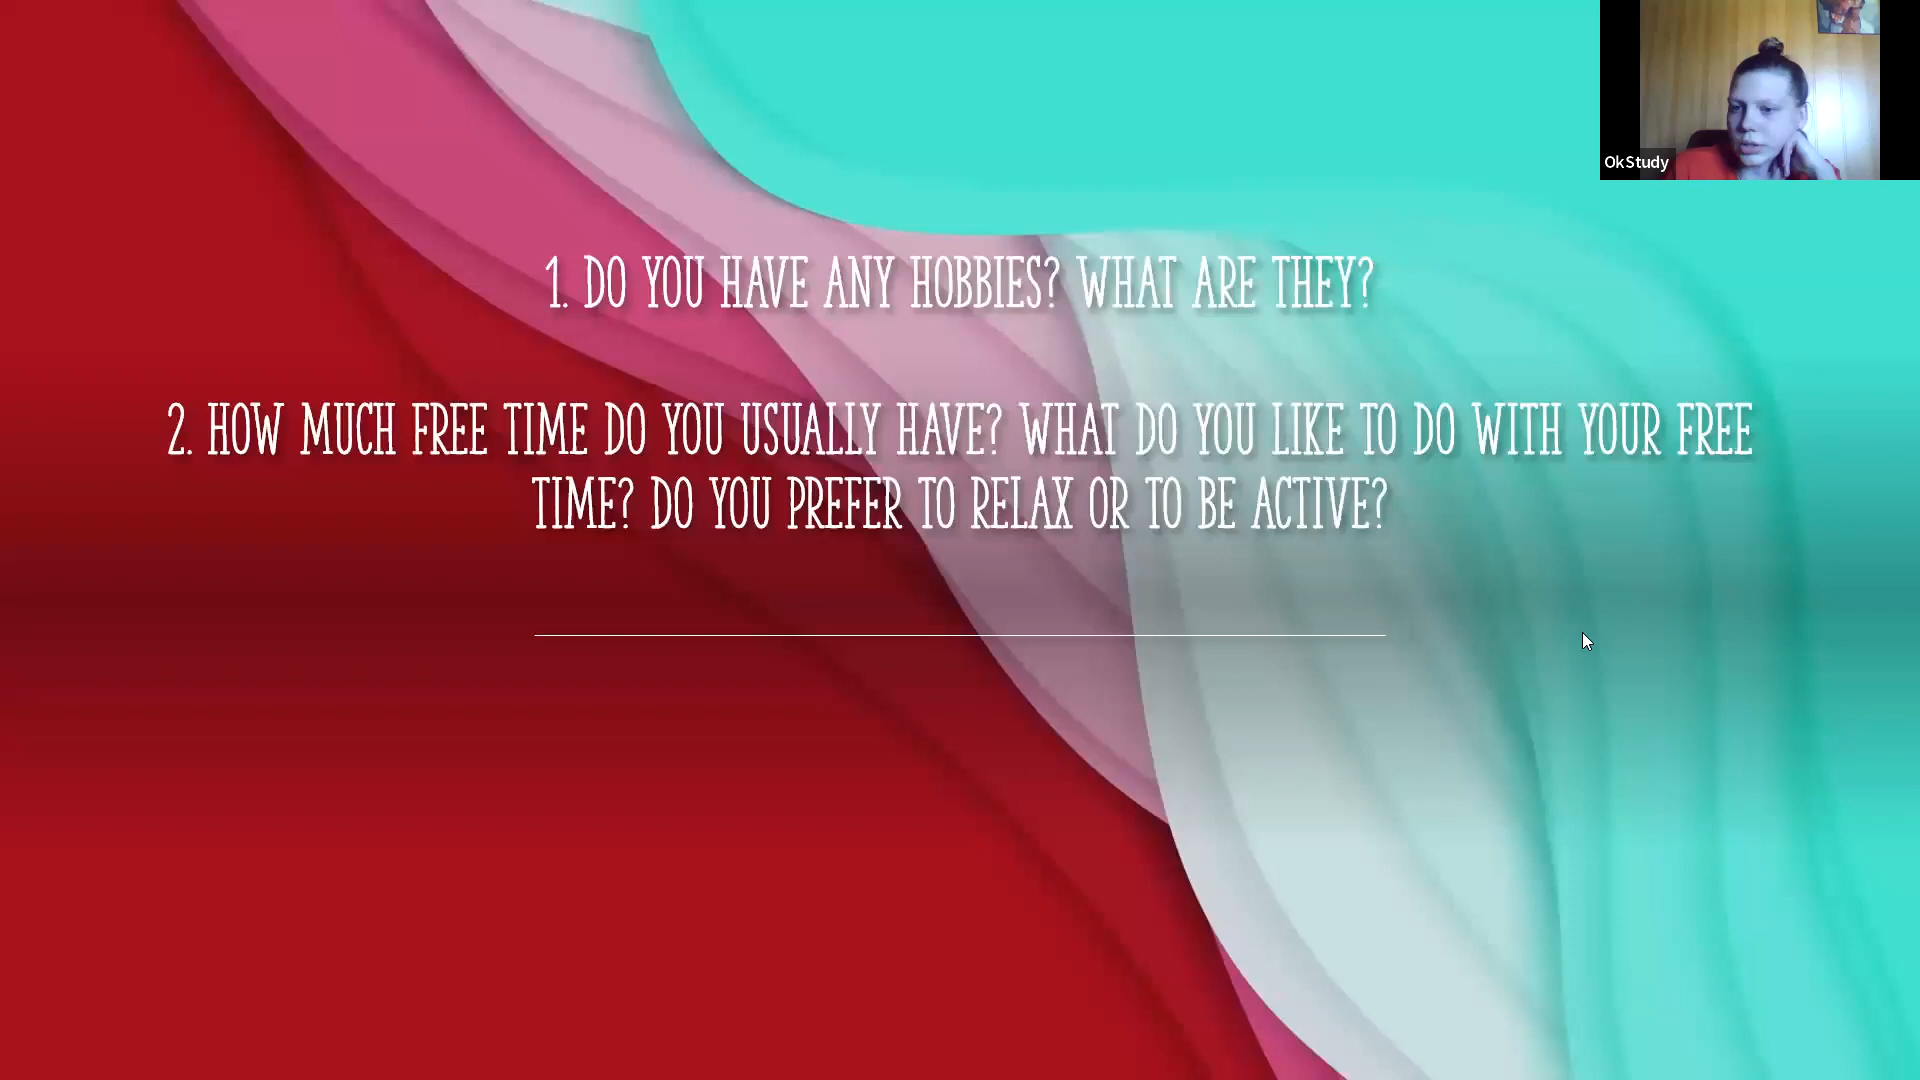 OkStudy
1. DO YOU HAVE ANY HOBBIES? WHAT ARE THEY?
2. HOW MUCH FREE TIME DO YOU USUALLY HAVE? WHAT DO YOU LIKE TO DO WITH YOUR FREE
TIME? DO YOU PREFER TO RELAX OR TO BE ACTIVE?